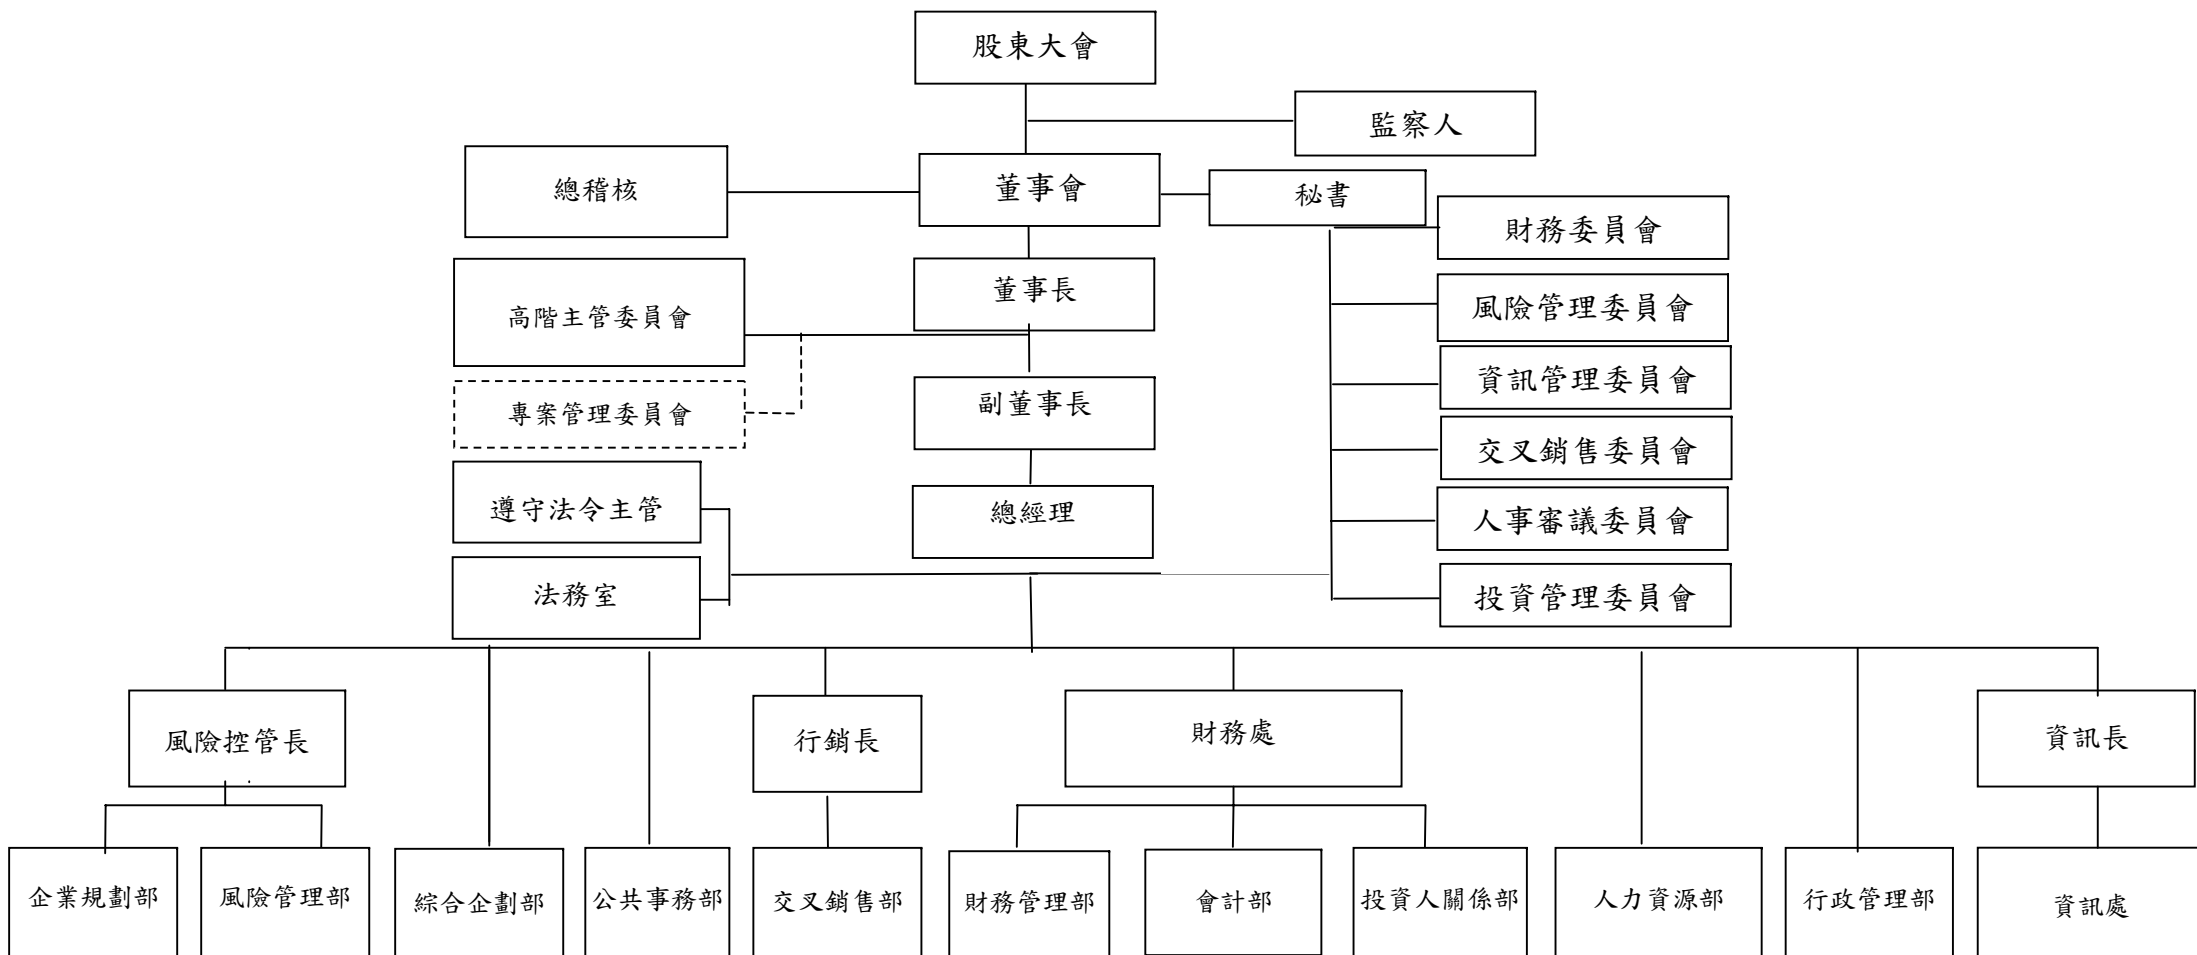 股東大會
監察人
總稽核
董事會
秘書
財務委員會
高階主管委員會
董事長
風險管理委員會
資訊管理委員會
專案管理委員會
副董事長
交叉銷售委員會
遵守法令主管
總經理
人事審議委員會
法務室
投資管理委員會
風險控管長
行銷長
財務處
資訊長
企業規劃部
風險管理部
綜合企劃部
公共事務部
交叉銷售部
財務管理部
會計部
投資人關係部
人力資源部
行政管理部
資訊處